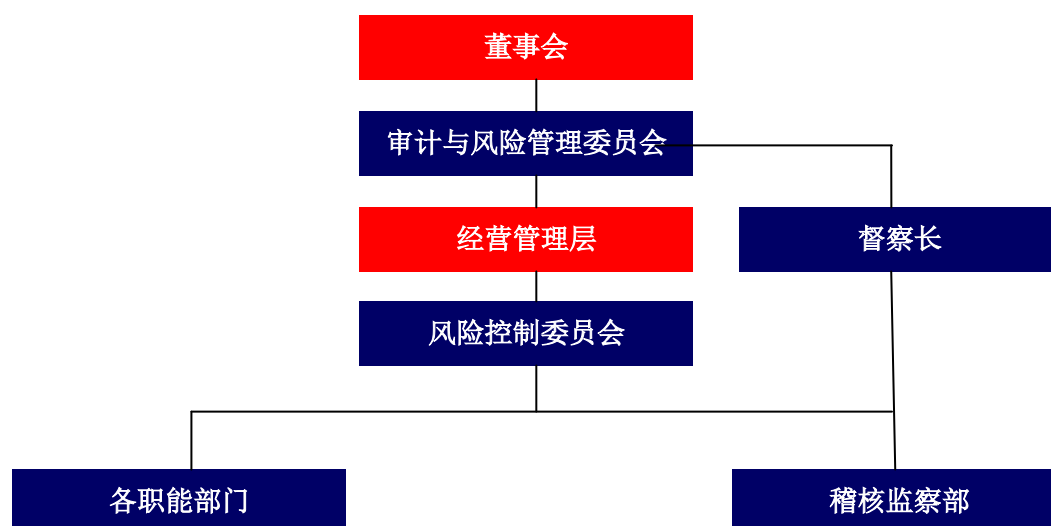 董事会
审计与风险管理委员会
经营管理层
督察长
风险控制委员会
各职能部门
稽核监察部